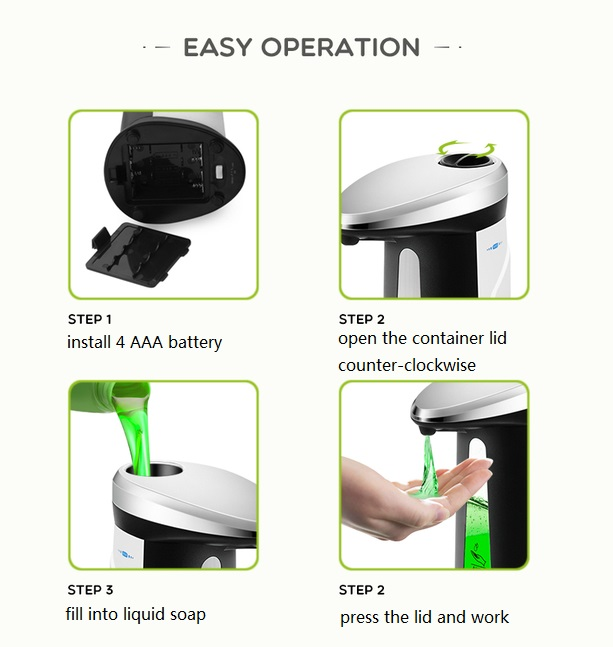 EASY OPERATION
STEP 1
install 4 AAA battery
STEP 2
open the container lid
counter-clockwise
STEP 3
fill into liquid soap
STEP 2
press the lid and work